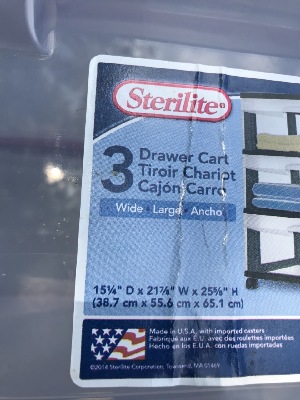 Sterilite®
3 Drawer Cart
Tiroir Chariot
Cajón Carro
Wide • Large • Ancho
15¼" D x 21⅞" W x 25⅝" H
(38.7 cm x 55.6 cm x 65.1 cm)
Made in U.S.A. with imported casters
Fabriqué aux É.U. avec des roulettes importées
Hecho en los E.U.A. con ruedas importadas
©2014 Sterilite Corporation, Townsend, MA 01469